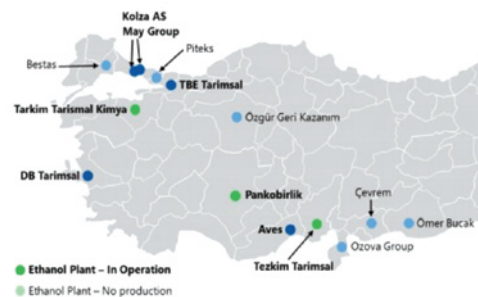 Kolza AS
May Group
Piteks
Bestas
TBE Tarimsal
Tarkim Tarismal Kimya
Özgür Geri Kazanım
DB Tarimsal
Pankobirlik
Çevrem
Aves
Ömer Bucak
Ozova Group
Tezkim Tarimsal
Ethanol Plant – In Operation
Ethanol Plant – No production